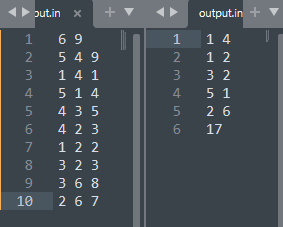 out.in × output.in
1 6 9
2 5 4 9
3 1 4 1
4 5 1 4
5 4 3 5
6 4 2 3
7 1 2 2
8 3 2 3
9 3 6 8
10 2 6 7
1 1 4
2 1 2
3 3 2
4 5 1
5 2 6
6 17